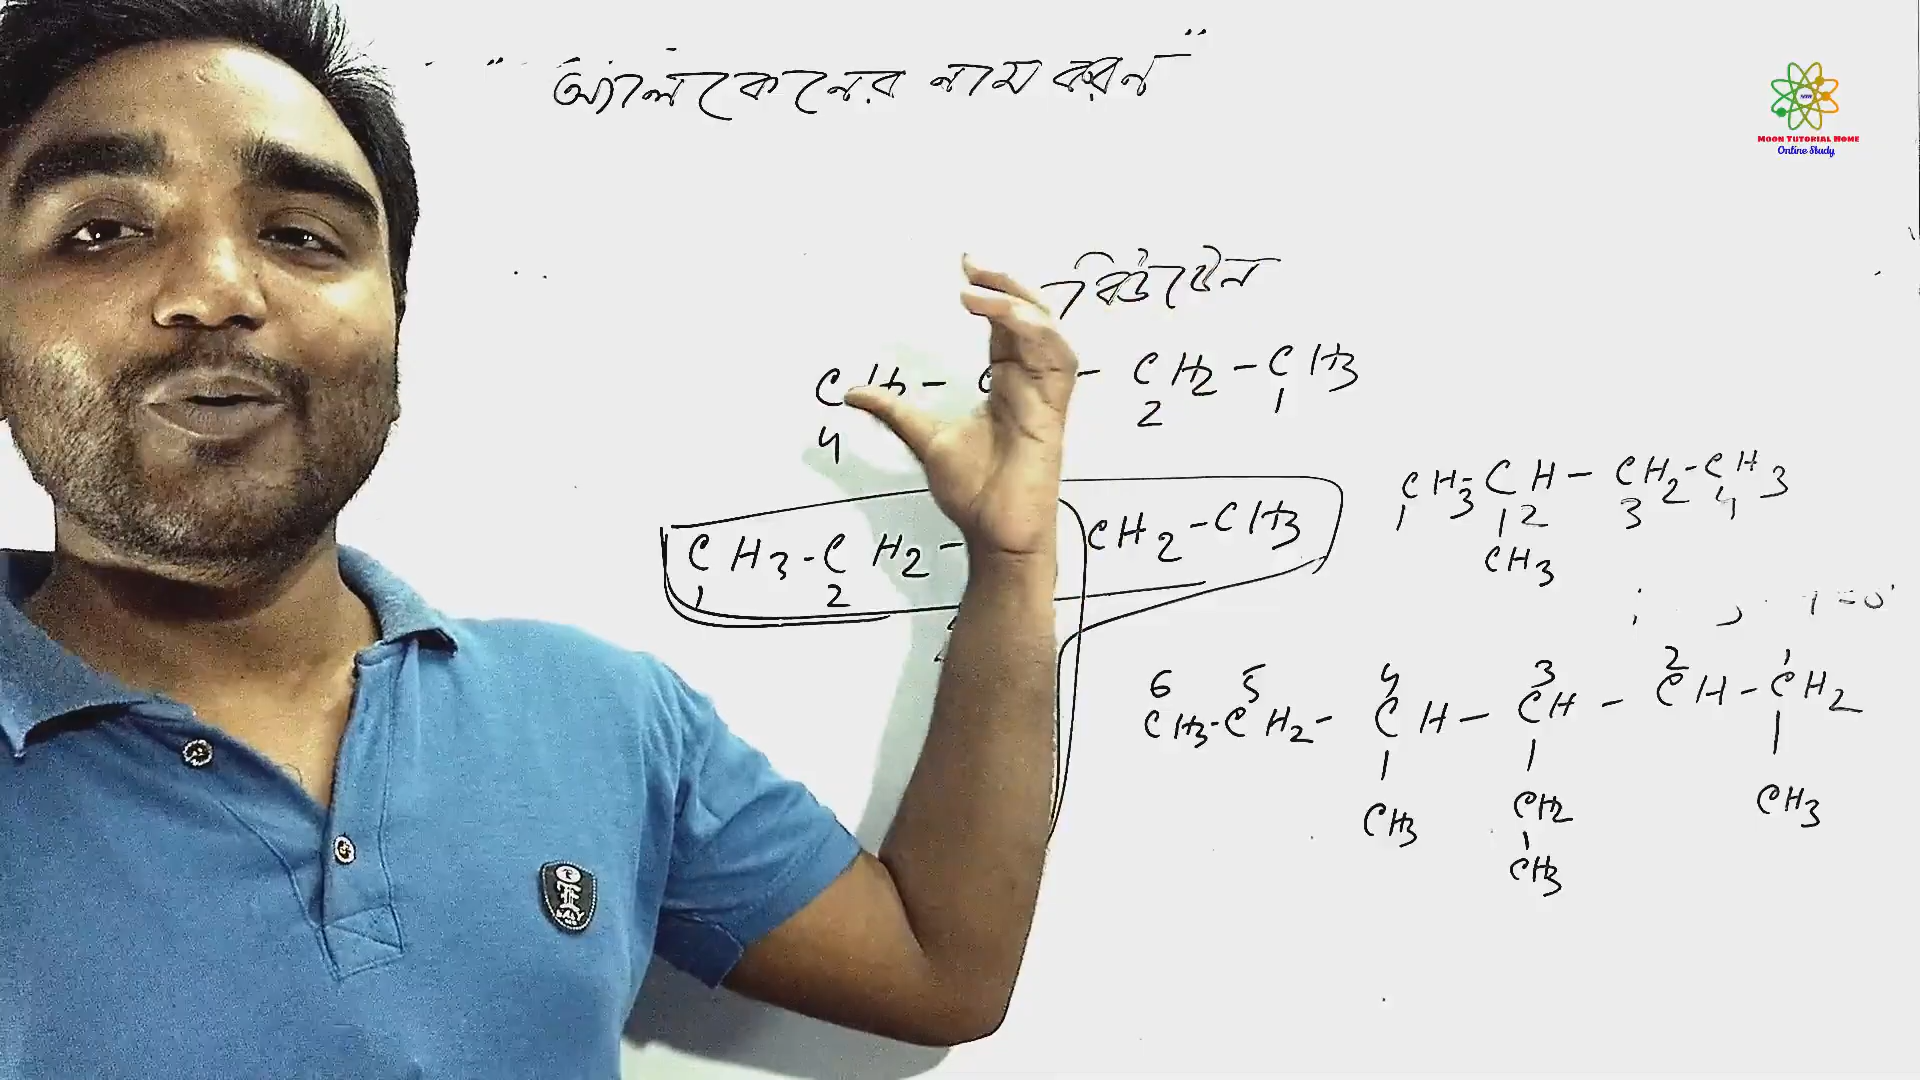 "অ্যালকেনের নামকরন"
MOON TUTORIAL HOME
Online Study
বিউটেন
CH2 - CH3
4 2 1
CH3 - CH - CH2 - CH3
1 2 3 4
CH3
CH3 - CH2 - CH2 - CH3
1 2
6 5 4 3 2 1
CH3 - CH2 - CH - CH - CH - CH2
CH3 CH2 CH3
CH3